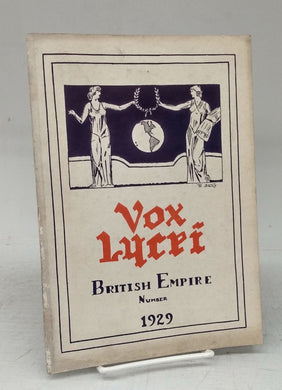 Vox
Lycei
British Empire
Number
1929